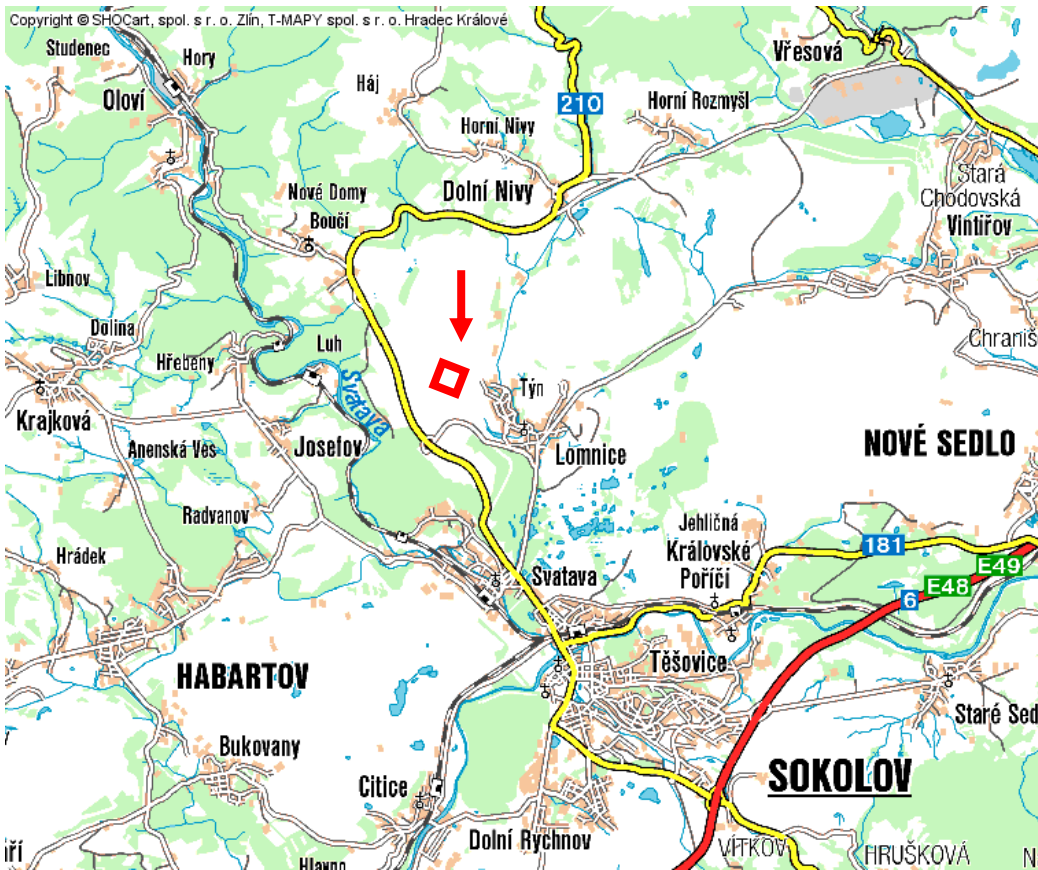 Copyright © SHOCart, spol. s r. o. Zlín, T-MAPY spol. s r. o. Hradec Králové
Studenec
Hory
Vřesová
Háj
Oloví
210
Horní Rozmyšl
Horní Nivy
Stará
Chodovská
Nové Domy
Dolní Nivy
Boučí
Vintířov
Libnov
Dolina
Luh
Chraniš
Hřebeny
Týn
Svatava
Krajková
Anenská Ves
Josefov
Lomnice
NOVÉ SEDLO
Radvanov
Jehličná
Hrádek
Královské
Poříčí
181
Svatava
E49
E48
6
HABARTOV
Těšovice
Staré Sed
Bukovany
Citice
SOKOLOV
Dolní Rychnov
VÍTKOV
HRUŠKOVÁ
N
áří
Hlavno